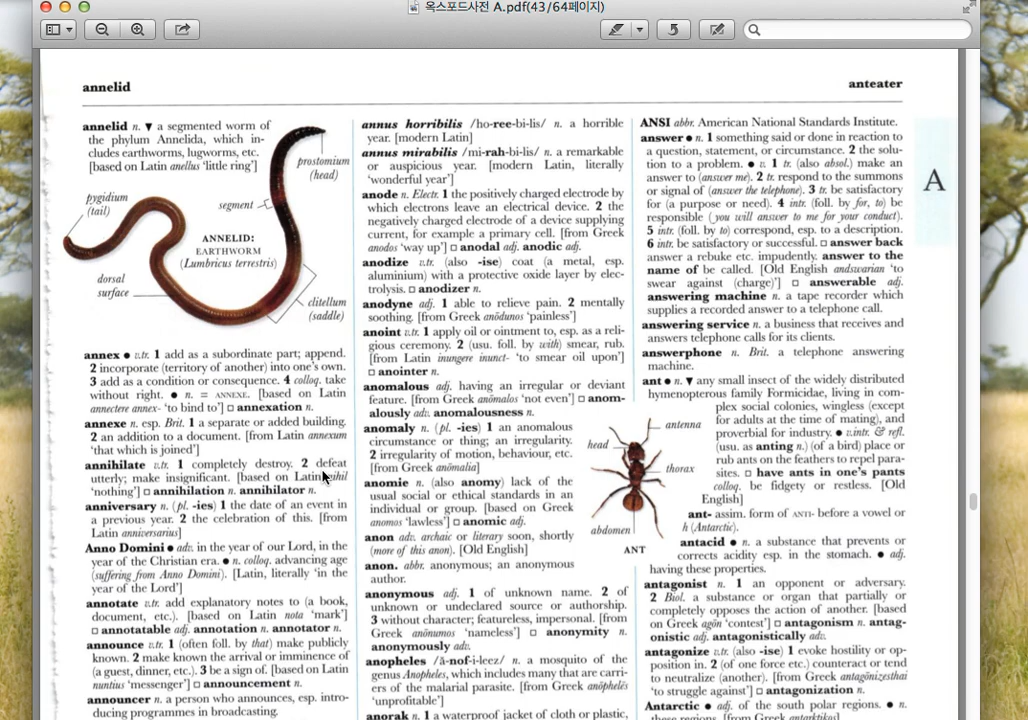 옥스포드사전 A.pdf(43/64페이지)
annelid
anteater
annelid n. ▼ a segmented worm of
the phylum Annelida, which in-
cludes earthworms, lugworms, etc.
[based on Latin anellus ‘little ring’]
prostomium
(head)
pygidium
(tail)
segment
ANNELID:
EARTHWORM
(Lumbricus terrestris)
dorsal
surface
clitellum
(saddle)
annex ● v.tr. 1 add as a subordinate part; append.
2 incorporate (territory of another) into one's own.
3 add as a condition or consequence. 4 colloq. take
without right. ● n. = ANNEXE. [based on Latin
annectere annex- ‘to bind to’] □ annexation n.
annexe n. esp. Brit. 1 a separate or added building.
2 an addition to a document. [from Latin annexum
‘that which is joined’]
annihilate v.tr. 1 completely destroy. 2 defeat
utterly; make insignificant. [based on Latin nihil
‘nothing’] □ annihilation n. annihilator n.
anniversary n. (pl. -ies) 1 the date of an event in
a previous year. 2 the celebration of this. [from
Latin anniversarius]
Anno Domini ● adv. in the year of our Lord, in the
year of the Christian era. ● n. colloq. advancing age
(suffering from Anno Domini). [Latin, literally ‘in the
year of the Lord’]
annotate v.tr. add explanatory notes to (a book,
document, etc.). [based on Latin nota ‘mark’]
□ annotatable adj. annotation n. annotator n.
announce v.tr. 1 (often foll. by that) make publicly
known. 2 make known the arrival or imminence of
(a guest, dinner, etc.). 3 be a sign of. [based on Latin
nuntius ‘messenger’] □ announcement n.
announcer n. a person who announces, esp. intro-
ducing programmes in broadcasting.
annus horribilis /ho-ree-bi-lis/ n. a horrible
year. [modern Latin]
annus mirabilis /mi-rah-bi-lis/ n. a remarkable
or auspicious year. [modern Latin, literally
‘wonderful year’]
anode n. Electr. 1 the positively charged electrode by
which electrons leave an electrical device. 2 the
negatively charged electrode of a device supplying
current, for example a primary cell. [from Greek
anodos ‘way up’] □ anodal adj. anodic adj.
anodize v.tr. (also -ise) coat (a metal, esp.
aluminium) with a protective oxide layer by elec-
trolysis. □ anodizer n.
anodyne adj. 1 able to relieve pain. 2 mentally
soothing. [from Greek anōdunos ‘painless’]
anoint v.tr. 1 apply oil or ointment to, esp. as a reli-
gious ceremony. 2 (usu. foll. by with) smear, rub.
[from Latin inungere inunct- ‘to smear oil upon’]
□ anointer n.
anomalous adj. having an irregular or deviant
feature. [from Greek anōmalos ‘not even’] □ anom-
alously adv. anomalousness n.
anomaly n. (pl. -ies) 1 an anomalous
circumstance or thing; an irregularity.
2 irregularity of motion, behaviour, etc.
[from Greek anōmalia]
anomie n. (also anomy) lack of the
usual social or ethical standards in an
individual or group. [based on Greek
anomos ‘lawless’] □ anomic adj.
anon adv. archaic or literary soon, shortly
(more of this anon). [Old English]
anon. abbr. anonymous; an anonymous
author.
anonymous adj. 1 of unknown name. 2 of
unknown or undeclared source or authorship.
3 without character; featureless, impersonal. [from
Greek anōnumos ‘nameless’] □ anonymity n.
anonymously adv.
anopheles /ă-nof-i-leez/ n. a mosquito of the
genus Anopheles, which includes many that are carri-
ers of the malarial parasite. [from Greek anōphelēs
‘unprofitable’]
anorak n. 1 a waterproof jacket of cloth or plastic,
ANSI abbr. American National Standards Institute.
answer ● n. 1 something said or done in reaction to
a question, statement, or circumstance. 2 the solu-
tion to a problem. ● v. 1 tr. (also absol.) make an
answer to (answer me). 2 tr. respond to the summons
or signal of (answer the telephone). 3 tr. be satisfactory
for (a purpose or need). 4 intr. (foll. by for, to) be
responsible (you will answer to me for your conduct).
5 intr. (foll. by to) correspond, esp. to a description.
6 intr. be satisfactory or successful. □ answer back
answer a rebuke etc. impudently. answer to the
name of be called. [Old English andswarian ‘to
swear against (charge)’] □ answerable adj.
answering machine n. a tape recorder which
supplies a recorded answer to a telephone call.
answering service n. a business that receives and
answers telephone calls for its clients.
answerphone n. Brit. a telephone answering
machine.
ant ● n. ▼ any small insect of the widely distributed
hymenopterous family Formicidae, living in com-
plex social colonies, wingless (except
for adults at the time of mating), and
proverbial for industry. ● v.intr. & refl.
(usu. as anting n.) (of a bird) place or
rub ants on the feathers to repel para-
sites. □ have ants in one's pants
colloq. be fidgety or restless. [Old
English]
antenna
head
thorax
abdomen
ANT
ant- assim. form of ANTI- before a vowel or
h (Antarctic).
antacid ● n. a substance that prevents or
corrects acidity esp. in the stomach. ● adj.
having these properties.
antagonist n. 1 an opponent or adversary.
2 Biol. a substance or organ that partially or
completely opposes the action of another. [based
on Greek agōn ‘contest’] □ antagonism n. antag-
onistic adj. antagonistically adv.
antagonize v.tr. (also -ise) 1 evoke hostility or op-
position in. 2 (of one force etc.) counteract or tend
to neutralize (another). [from Greek antagōnizesthai
‘to struggle against’] □ antagonization n.
Antarctic ● adj. of the south polar regions. ● n.
these regions. [from Greek antarktikos]
A